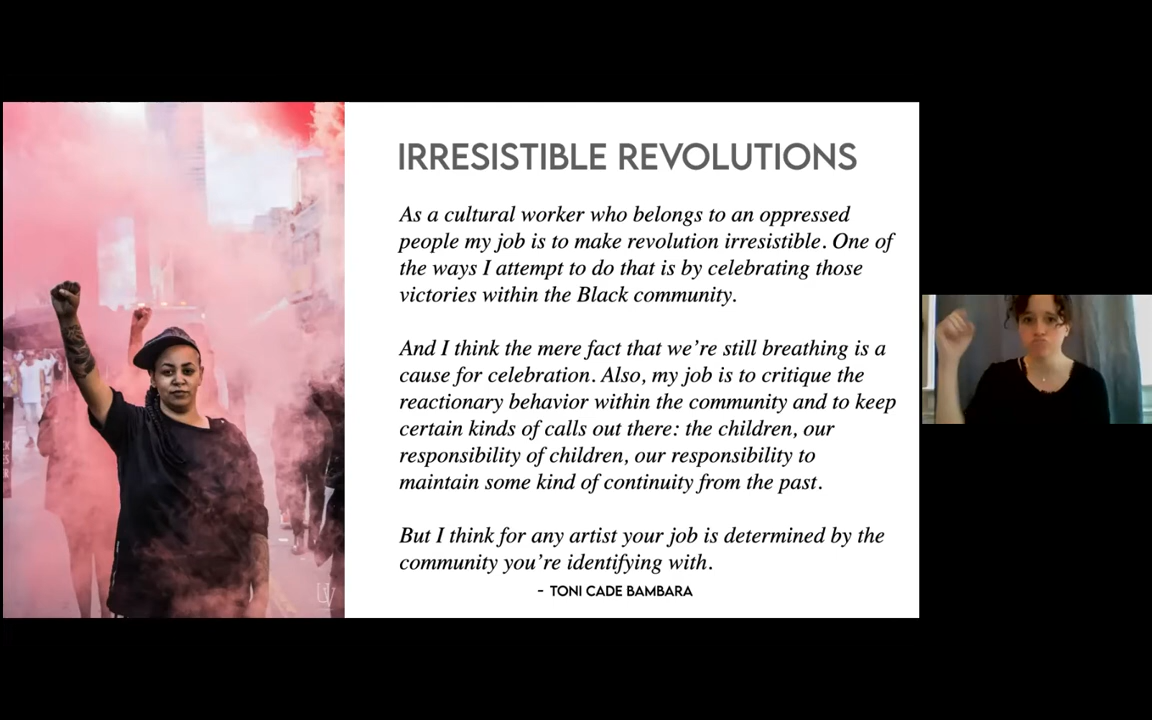 IRRESISTIBLE REVOLUTIONS
As a cultural worker who belongs to an oppressed
people my job is to make revolution irresistible. One of
the ways I attempt to do that is by celebrating those
victories within the Black community.
And I think the mere fact that we're still breathing is a
cause for celebration. Also, my job is to critique the
reactionary behavior within the community and to keep
certain kinds of calls out there: the children, our
responsibility of children, our responsibility to
maintain some kind of continuity from the past.
But I think for any artist your job is determined by the
community you're identifying with.
- TONI CADE BAMBARA